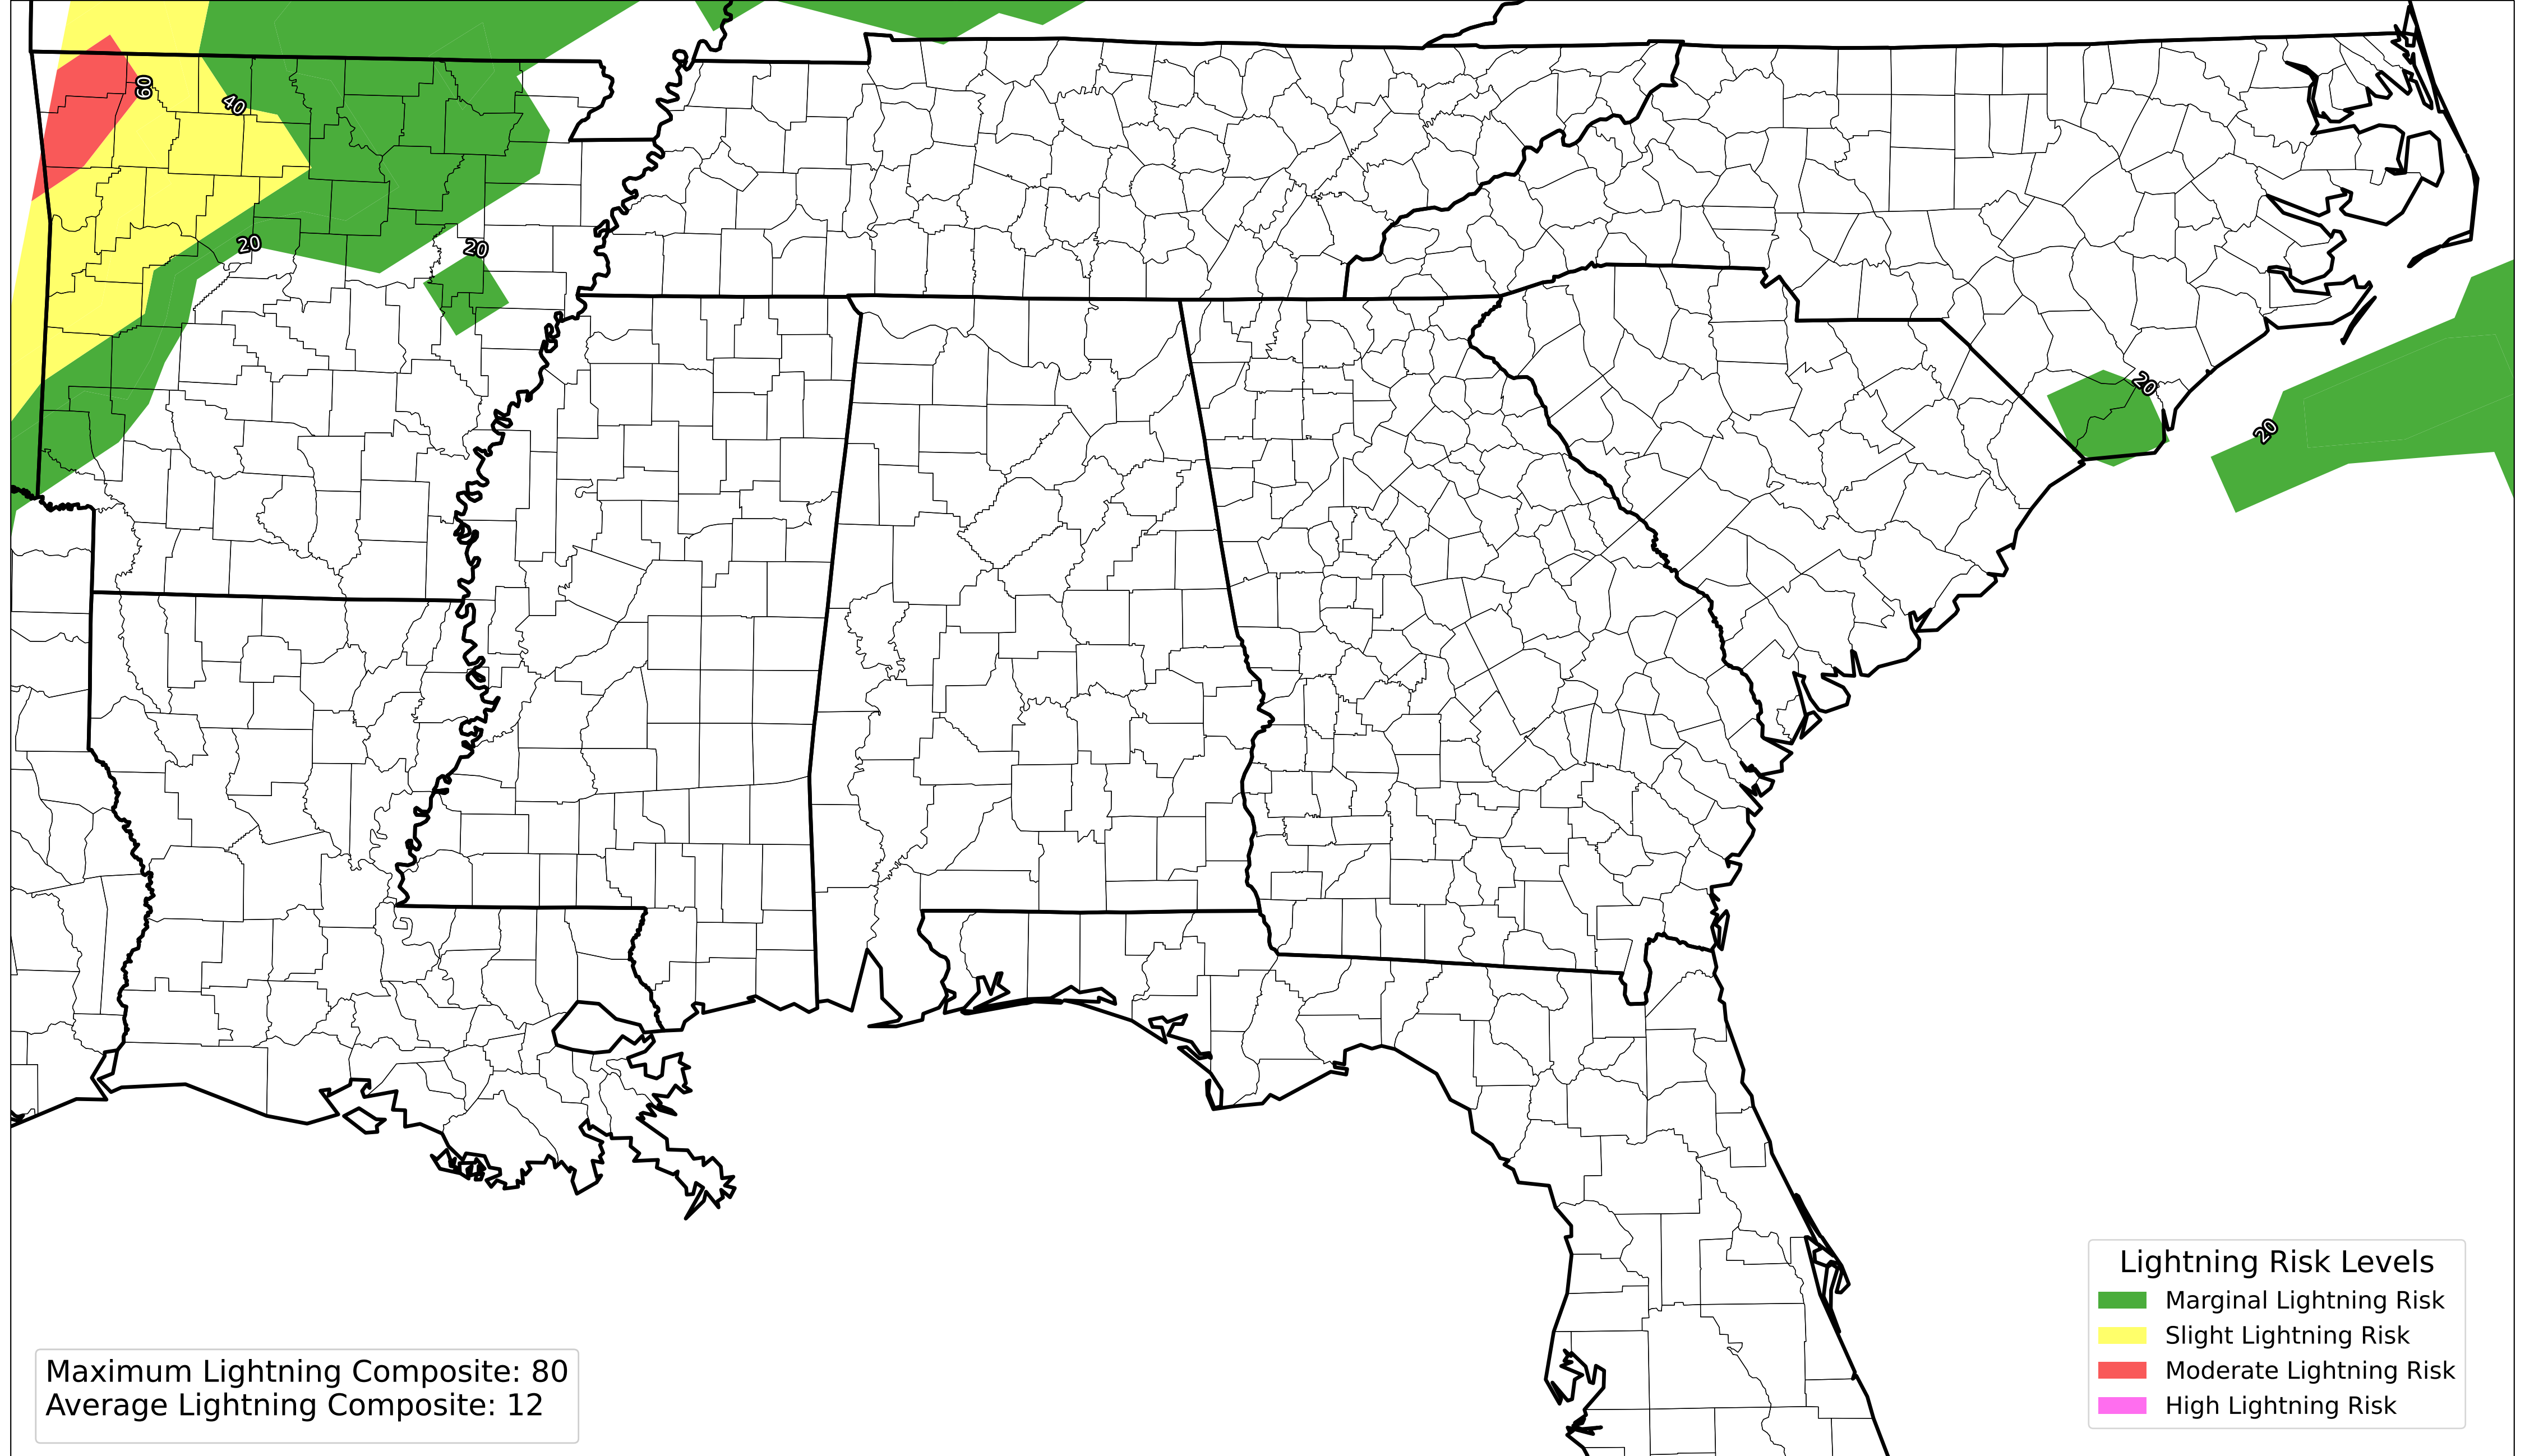 60
40
20
20
20
20
Lightning Risk Levels
Marginal Lightning Risk
Slight Lightning Risk
Moderate Lightning Risk
High Lightning Risk
Maximum Lightning Composite: 80
Average Lightning Composite: 12